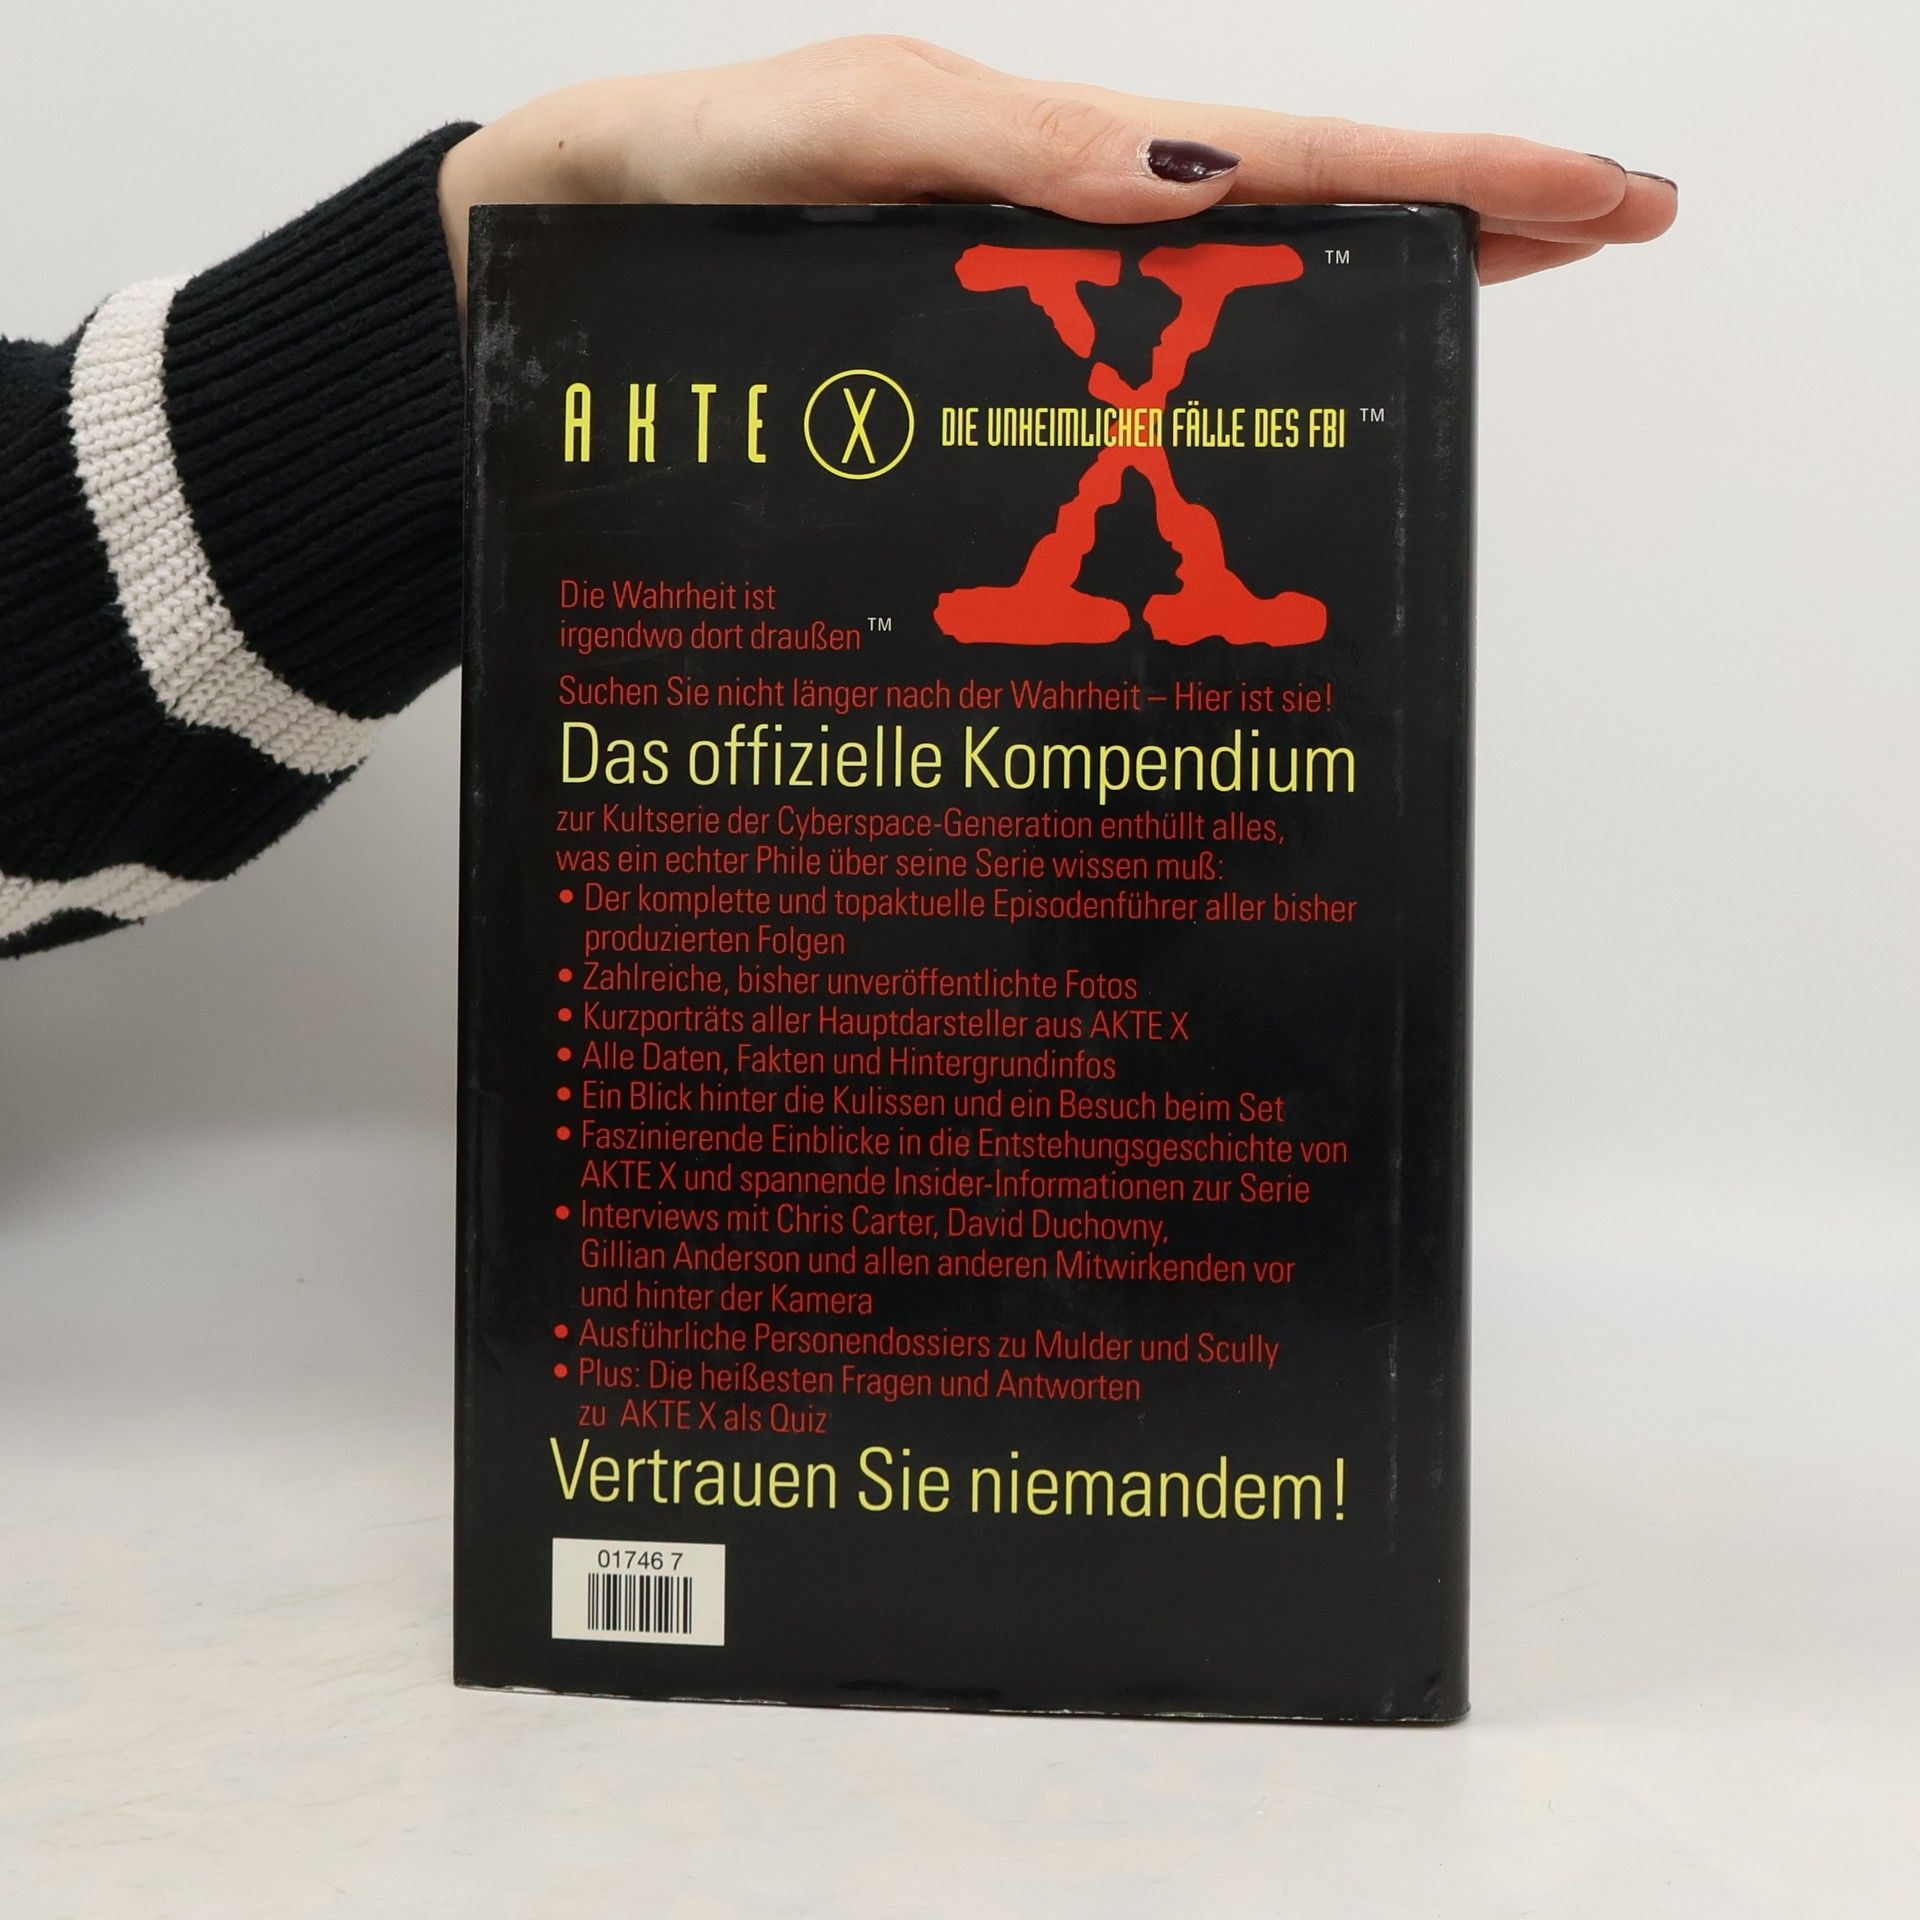 TM
AKTE X DIE UNHEIMLICHEN FÄLLE DES FBI TM
Die Wahrheit ist
irgendwo dort draußen TM
Suchen Sie nicht länger nach der Wahrheit – Hier ist sie!
Das offizielle Kompendium
zur Kultserie der Cyberspace-Generation enthüllt alles,
was ein echter Phile über seine Serie wissen muß:
• Der komplette und topaktuelle Episodenführer aller bisher
produzierten Folgen
• Zahlreiche, bisher unveröffentlichte Fotos
• Kurzporträts aller Hauptdarsteller aus AKTE X
• Alle Daten, Fakten und Hintergrundinfos
• Ein Blick hinter die Kulissen und ein Besuch beim Set
• Faszinierende Einblicke in die Entstehungsgeschichte von
AKTE X und spannende Insider-Informationen zur Serie
• Interviews mit Chris Carter, David Duchovny,
Gillian Anderson und allen anderen Mitwirkenden vor
und hinter der Kamera
• Ausführliche Personendossiers zu Mulder und Scully
• Plus: Die heißesten Fragen und Antworten
zu AKTE X als Quiz
Vertrauen Sie niemandem!
01746 7